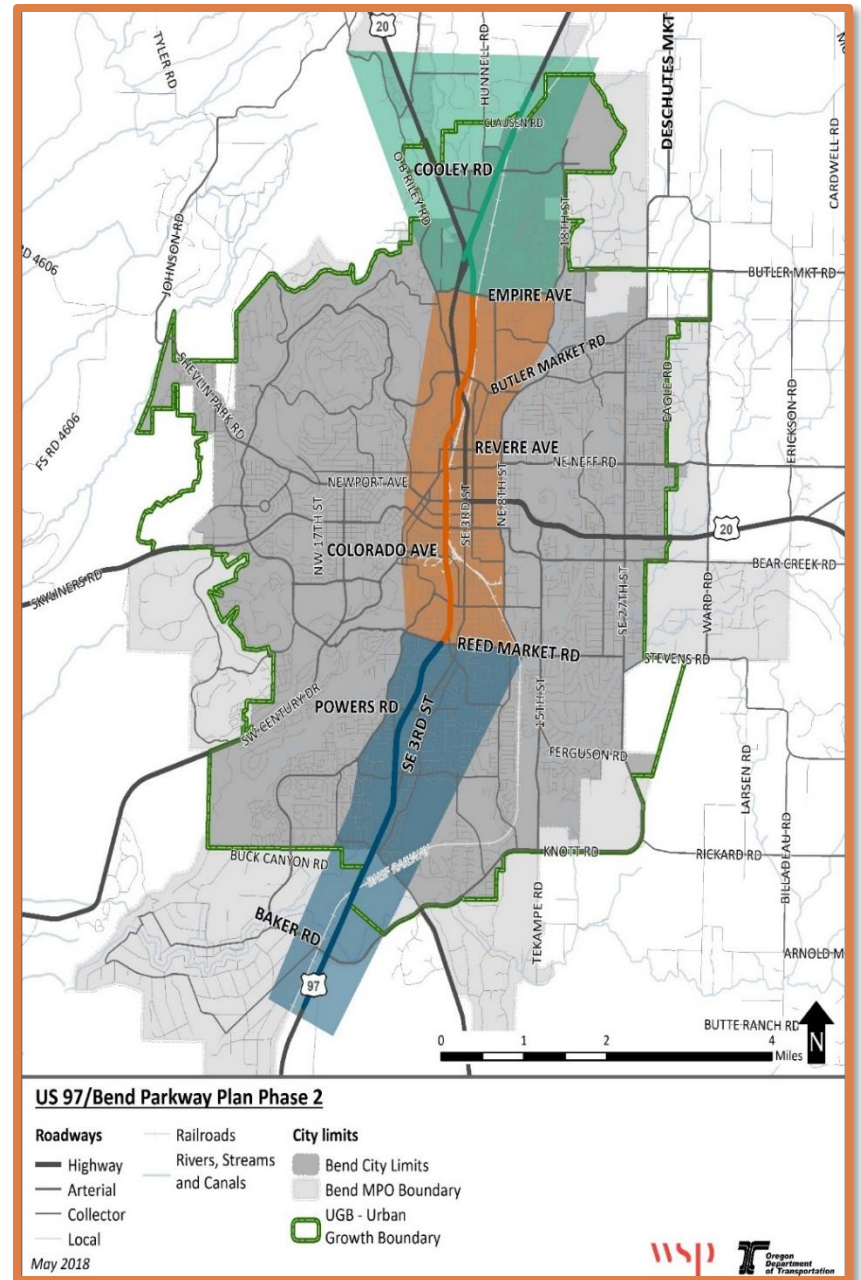 20
TYLER RD
HUNNELL RD
DESCHUTES MKT
CLAUSEN RD
COOLEY RD
O B RILEY RD
CARDWELL RD
18TH ST
JOHNSON RD
RD 4606
BUTLER MKT RD
EMPIRE AVE
BUTLER MARKET RD
SHEVLIN PARK RD
EAGLE RD
ERICKSON RD
FS RD 4606
REVERE AVE
NE NEFF RD
NEWPORT AVE
SE 3RD ST
NE 8TH ST
NW 17TH ST
20
COLORADO AVE
BEAR CREEK RD
SKYLINERS RD
SE 27TH ST
WARD RD
REED MARKET RD
STEVENS RD
POWERS RD
SW CENTURY DR
SE 3RD ST
15TH ST
FERGUSON RD
LARSEN RD
BUCK CANYON RD
BNSF RAILWAY
KNOTT RD
RICKARD RD
BILLADEAU RD
BAKER RD
TEKAMPE RD
ARNOLD M
97
BUTTE RANCH RD
0 1 2 4
Miles
N
US 97/Bend Parkway Plan Phase 2
Roadways
Highway
Arterial
Collector
Local
Railroads
Rivers, Streams
and Canals
City limits
Bend City Limits
Bend MPO Boundary
UGB - Urban
Growth Boundary
May 2018
wsp
Oregon
Department
of Transportation